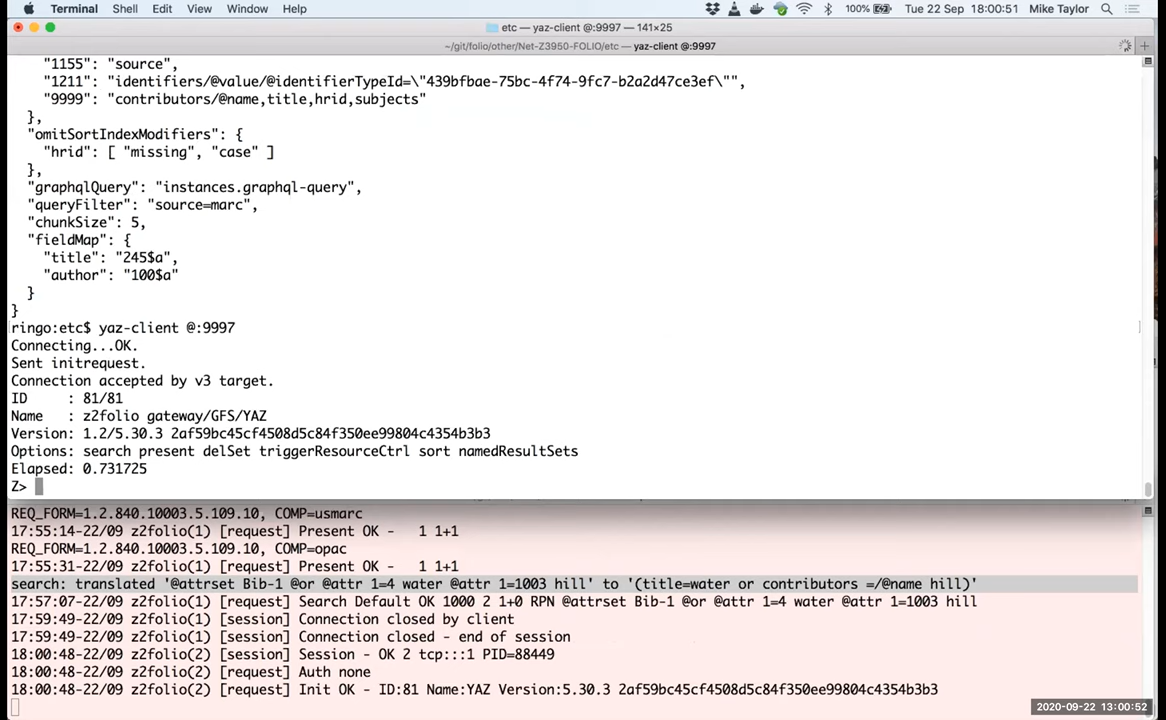 Terminal Shell Edit View Window Help 100% Tue 22 Sep 18:00:51 Mike Taylor
etc — yaz-client @:9997 — 141×25
~/git/folio/other/Net-Z3950-FOLIO/etc — yaz-client @:9997
"1155": "source",
"1211": "identifiers/@value/@identifierTypeId=\"439bfbae-75bc-4f74-9fc7-b2a2d47ce3ef\"",
"9999": "contributors/@name,title,hrid,subjects"
},
"omitSortIndexModifiers": {
"hrid": [ "missing", "case" ]
},
"graphqlQuery": "instances.graphql-query",
"queryFilter": "source=marc",
"chunkSize": 5,
"fieldMap": {
"title": "245$a",
"author": "100$a"
}
}
ringo:etc$ yaz-client @:9997
Connecting...OK.
Sent initrequest.
Connection accepted by v3 target.
ID     : 81/81
Name   : z2folio gateway/GFS/YAZ
Version: 1.2/5.30.3 2af59bc45cf4508d5c84f350ee99804c4354b3b3
Options: search present delSet triggerResourceCtrl sort namedResultSets
Elapsed: 0.731725
Z>
REQ_FORM=1.2.840.10003.5.109.10, COMP=usmarc
17:55:14-22/09 z2folio(1) [request] Present OK -   1 1+1
REQ_FORM=1.2.840.10003.5.109.10, COMP=opac
17:55:31-22/09 z2folio(1) [request] Present OK -   1 1+1
search: translated '@attrset Bib-1 @or @attr 1=4 water @attr 1=1003 hill' to '(title=water or contributors =/@name hill)'
17:57:07-22/09 z2folio(1) [request] Search Default OK 1000 2 1+0 RPN @attrset Bib-1 @or @attr 1=4 water @attr 1=1003 hill
17:59:49-22/09 z2folio(1) [session] Connection closed by client
17:59:49-22/09 z2folio(1) [session] Connection closed - end of session
18:00:48-22/09 z2folio(2) [session] Session - OK 2 tcp:::1 PID=88449
18:00:48-22/09 z2folio(2) [request] Auth none
18:00:48-22/09 z2folio(2) [request] Init OK - ID:81 Name:YAZ Version:5.30.3 2af59bc45cf4508d5c84f350ee99804c4354b3b3
2020-09-22 13:00:52